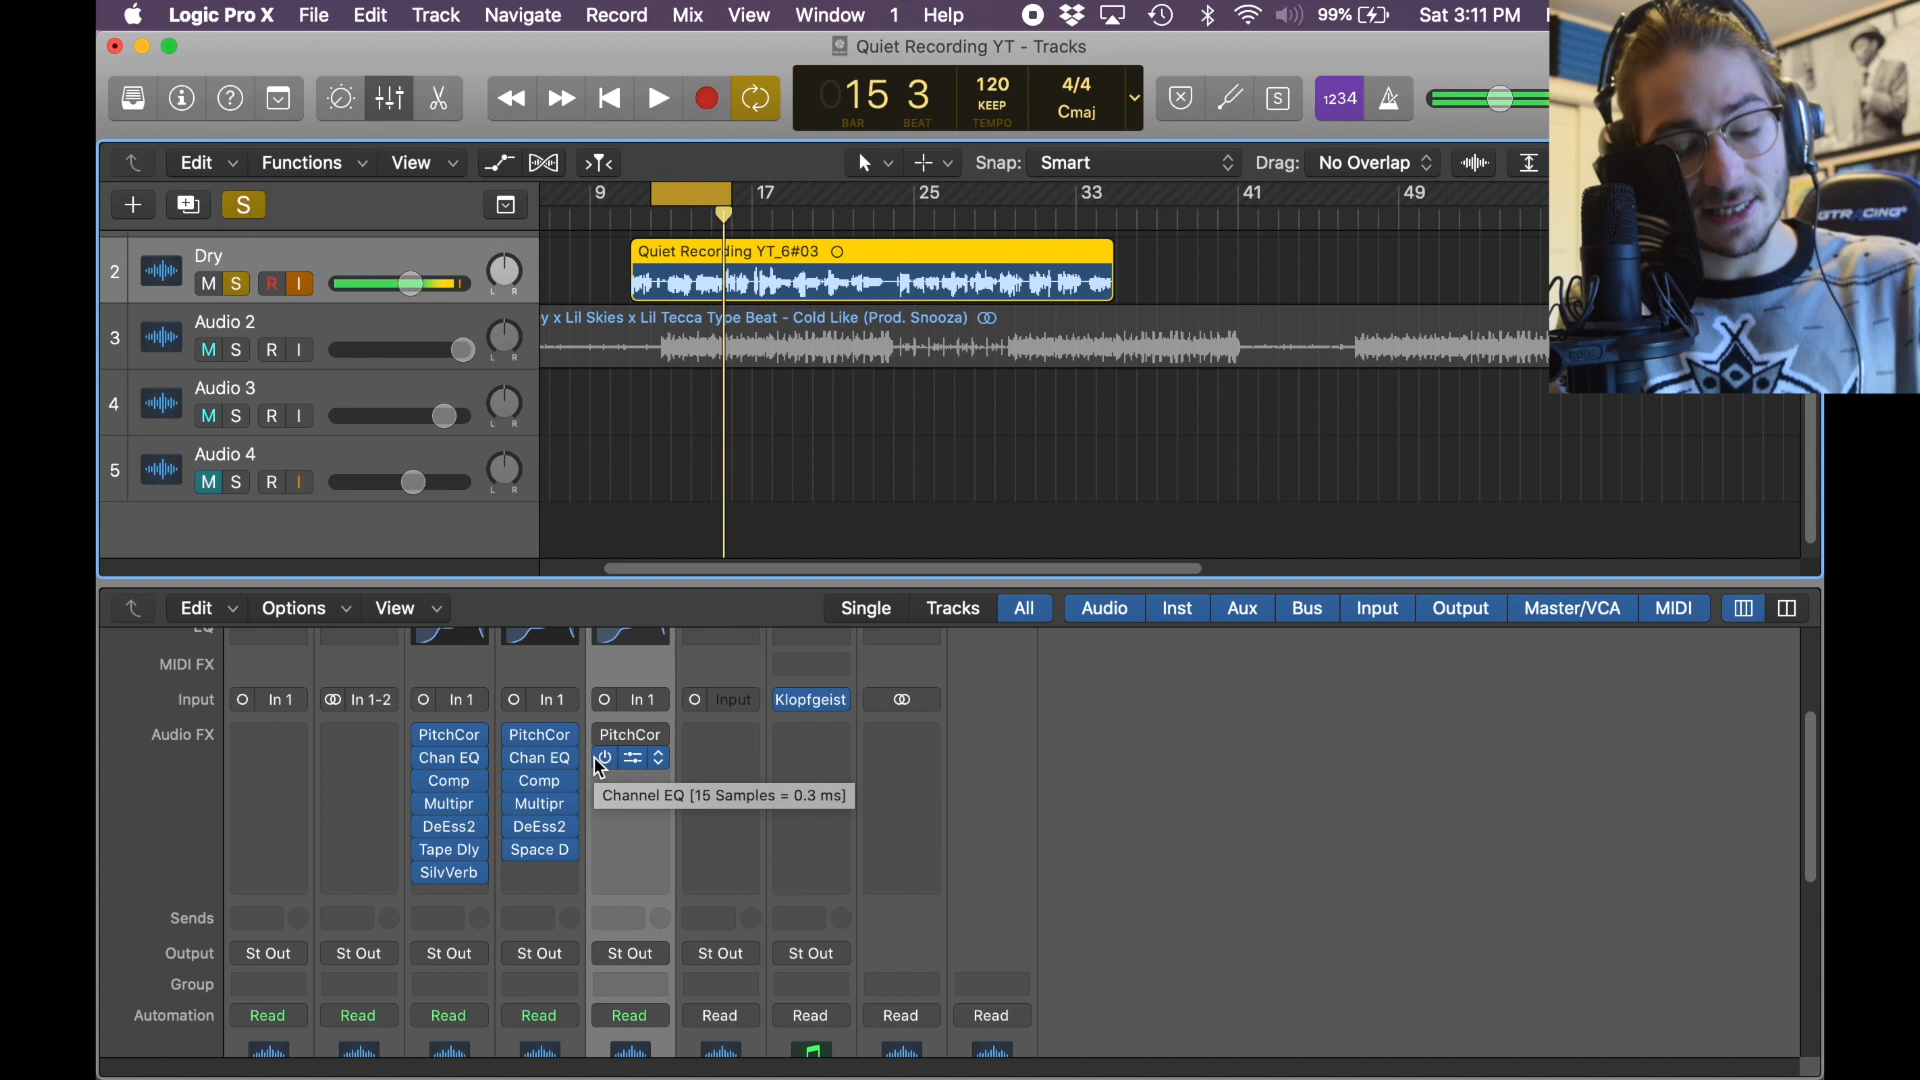 Logic Pro X File Edit Track Navigate Record Mix View Window 1 Help 99% Sat 3:11 PM
Quiet Recording YT - Tracks
015 3 120 4/4
KEEP Cmaj
BAR BEAT TEMPO
S 1234
Edit Functions View Snap: Smart Drag: No Overlap
S 9 17 25 33 41 49
2 Dry Quiet Recording YT_6#03
M S R I L R
3 Audio 2 y x Lil Skies x Lil Tecca Type Beat - Cold Like (Prod. Snooza)
M S R I L R
4 Audio 3
M S R I L R
5 Audio 4
M S R I L R
GTRACING
Edit Options View Single Tracks All Audio Inst Aux Bus Input Output Master/VCA MIDI
EQ
MIDI FX
Input In 1 In 1-2 In 1 In 1 In 1 Input Klopfgeist
Audio FX PitchCor PitchCor PitchCor
Chan EQ Chan EQ
Comp Comp
Channel EQ [15 Samples = 0.3 ms]
Multipr Multipr
DeEss2 DeEss2
Tape Dly Space D
SilvVerb
Sends
Output St Out St Out St Out St Out St Out St Out St Out
Group
Automation Read Read Read Read Read Read Read Read Read